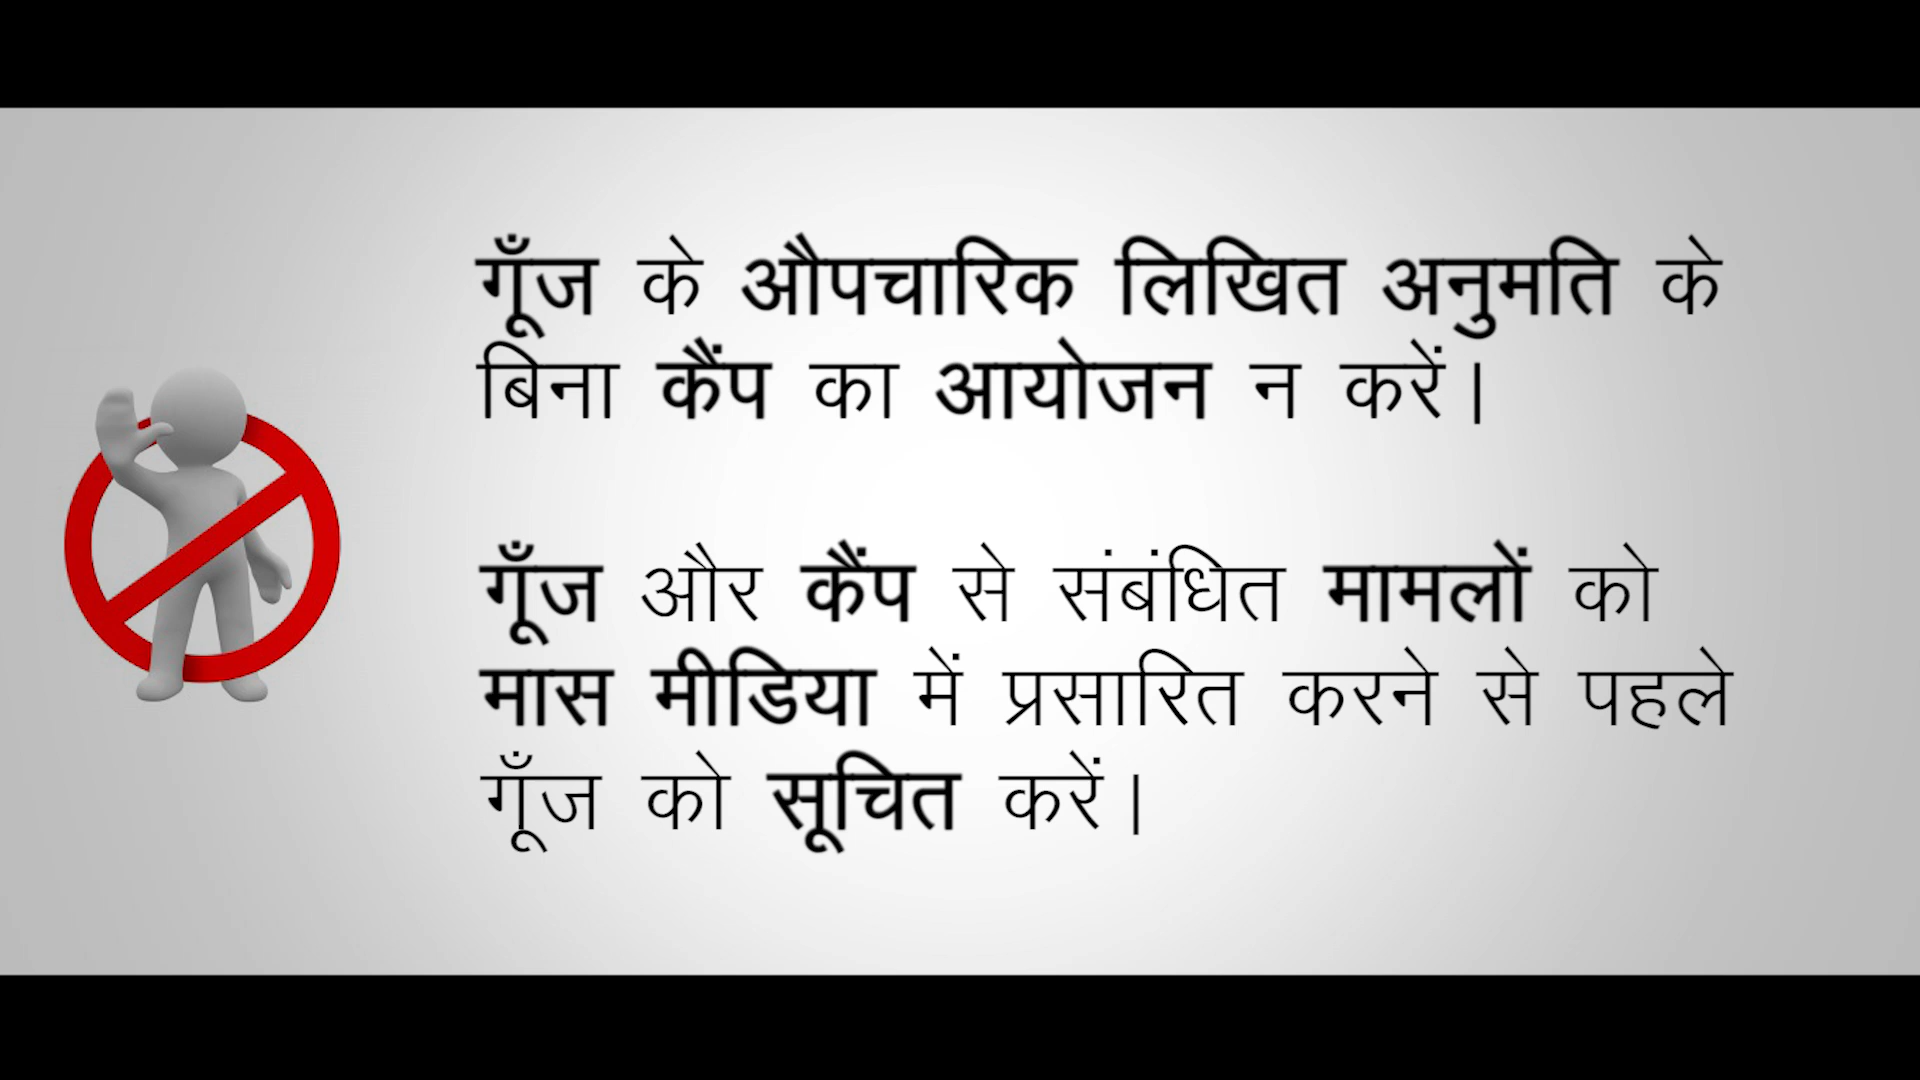 गूँज के औपचारिक लिखित अनुमति के
बिना कैंप का आयोजन न करें।
गूँज और कैंप से संबंधित मामलों को
मास मीडिया में प्रसारित करने से पहले
गूँज को सूचित करें।